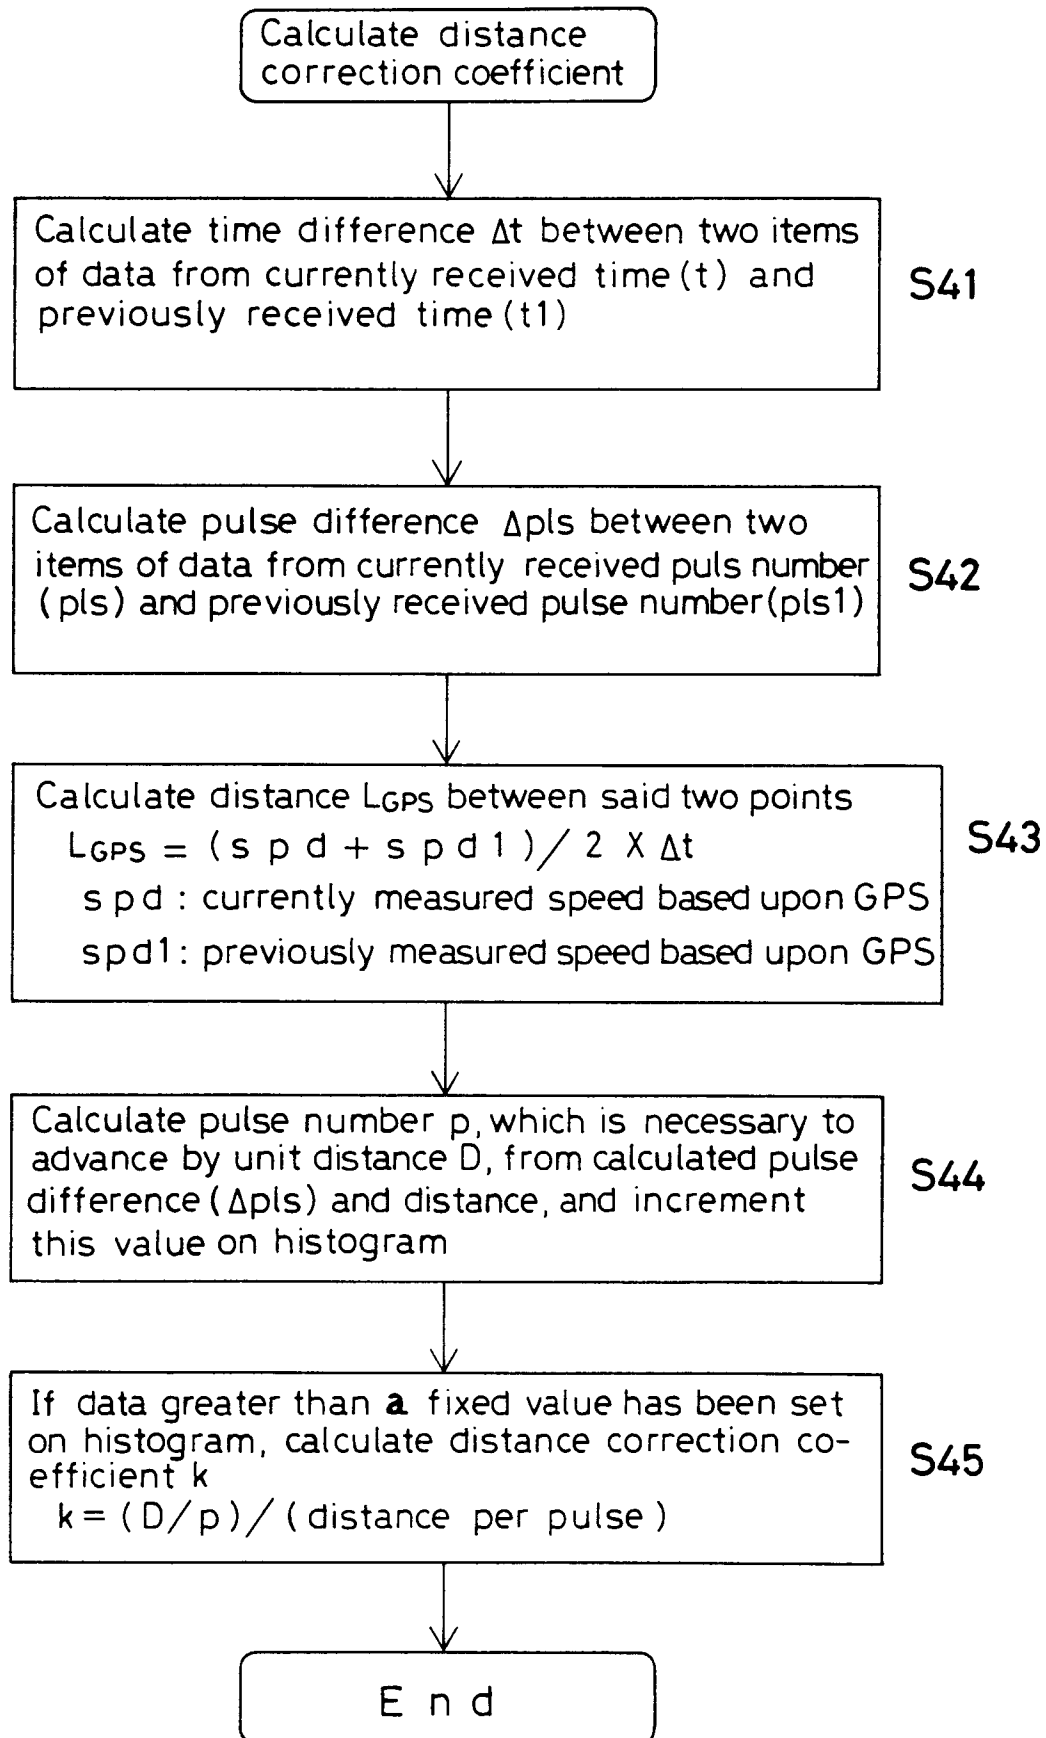 Calculate distance
correction coefficient
Calculate time difference Δt between two items
of data from currently received time (t) and
previously received time (t1)
S41
Calculate pulse difference Δpls between two
items of data from currently received puls number
(pls) and previously received pulse number (pls1)
S42
Calculate distance LGPS between said two points
LGPS = (spd + spd1)/2 X Δt
spd : currently measured speed based upon GPS
spd1 : previously measured speed based upon GPS
S43
Calculate pulse number p, which is necessary to
advance by unit distance D, from calculated pulse
difference (Δpls) and distance, and increment
this value on histogram
S44
If data greater than a fixed value has been set
on histogram, calculate distance correction co-
efficient k
k = (D/p)/(distance per pulse)
S45
End